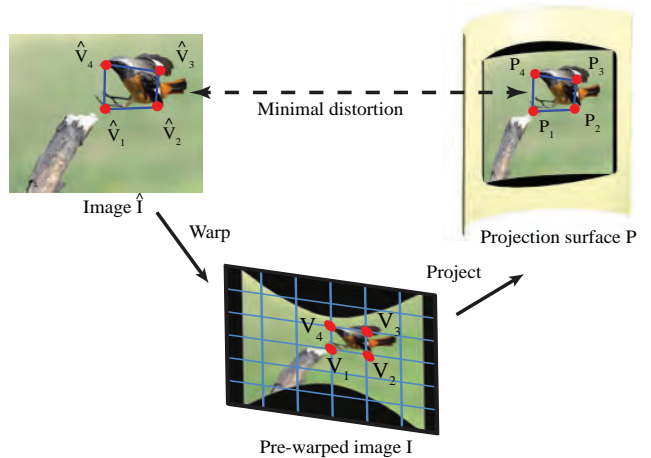 V̂₄ V̂₃
V̂₁ V̂₂
Image Î
Minimal distortion
P₄ P₃
P₁ P₂
Projection surface P
Warp
Project
V₄ V₃
V₁ V₂
Pre-warped image I